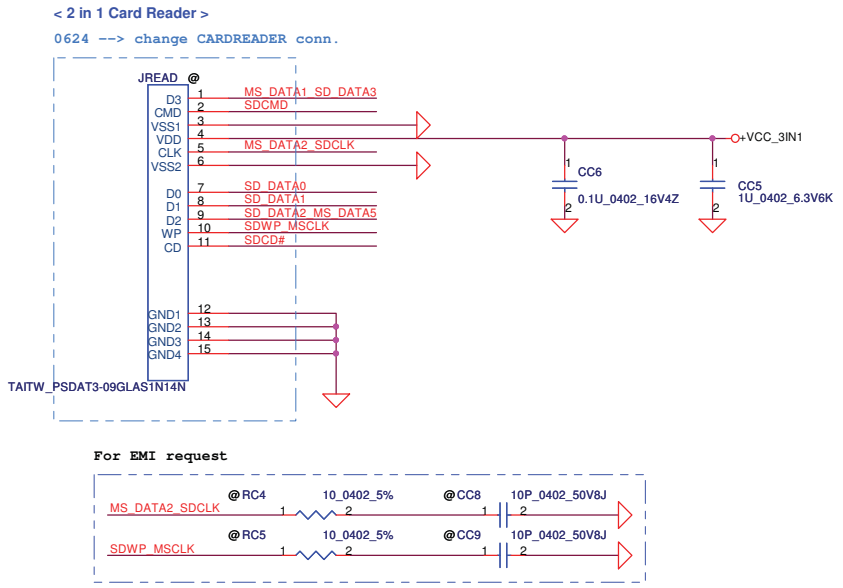 < 2 in 1 Card Reader >
0624 --> change CARDREADER conn.
JREAD @
D3 1 MS_DATA1_SD_DATA3
CMD 2 SDCMD
VSS1 3
VDD 4 +VCC_3IN1
CLK 5 MS_DATA2_SDCLK
VSS2 6
D0 7 SD_DATA0
D1 8 SD_DATA1
D2 9 SD_DATA2_MS_DATA5
WP 10 SDWP_MSCLK
CD 11 SDCD#
1 CC6
0.1U_0402_16V4Z
2
1 CC5
1U_0402_6.3V6K
2
GND1 12
GND2 13
GND3 14
GND4 15
TAITW_PSDAT3-09GLAS1N14N
For EMI request
@ RC4 10_0402_5% @ CC8 10P_0402_50V8J
MS_DATA2_SDCLK 1 2 1 2
@ RC5 10_0402_5% @ CC9 10P_0402_50V8J
SDWP_MSCLK 1 2 1 2